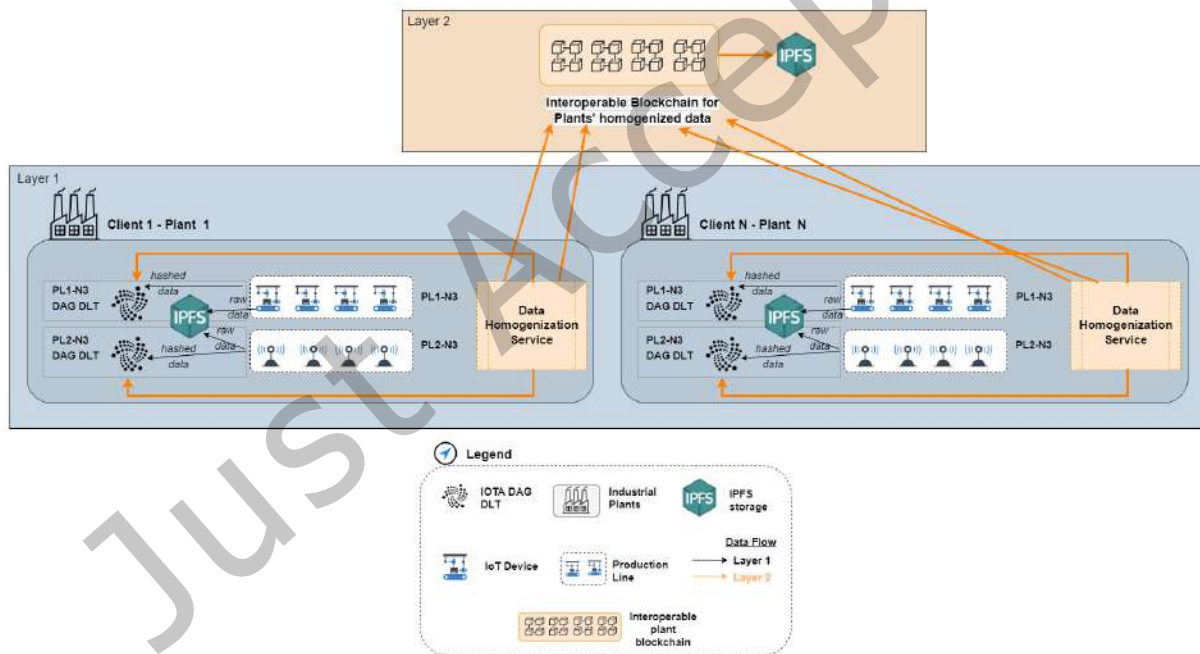 Layer 2
IPFS
Interoperable Blockchain for
Plants' homogenized data
Layer 1
Client 1 - Plant 1
PL1-N3
DAG DLT
hashed
data
raw
data
IPFS
PL1-N3
PL2-N3
DAG DLT
hashed
data
raw
data
PL2-N3
Data
Homogenization
Service
Client N - Plant N
PL1-N3
DAG DLT
hashed
data
raw
data
IPFS
PL1-N3
PL2-N3
DAG DLT
hashed
data
raw
data
PL2-N3
Data
Homogenization
Service
Legend
IOTA DAG
DLT
Industrial
Plants
IPFS
IPFS
storage
IoT Device
Production
Line
Data Flow
Layer 1
Layer 2
Interoperable
plant
blockchain
Just Accep